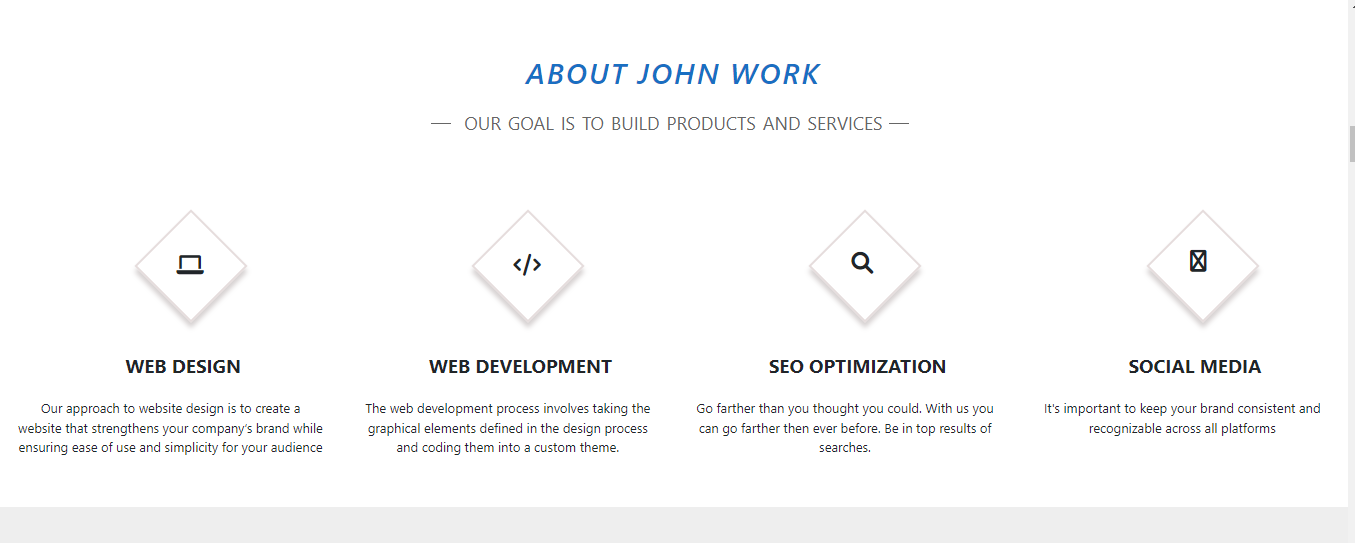 ABOUT JOHN WORK
OUR GOAL IS TO BUILD PRODUCTS AND SERVICES
WEB DESIGN
Our approach to website design is to create a
website that strengthens your company's brand while
ensuring ease of use and simplicity for your audience
WEB DEVELOPMENT
The web development process involves taking the
graphical elements defined in the design process
and coding them into a custom theme.
SEO OPTIMIZATION
Go farther than you thought you could. With us you
can go farther then ever before. Be in top results of
searches.
SOCIAL MEDIA
It's important to keep your brand consistent and
recognizable across all platforms